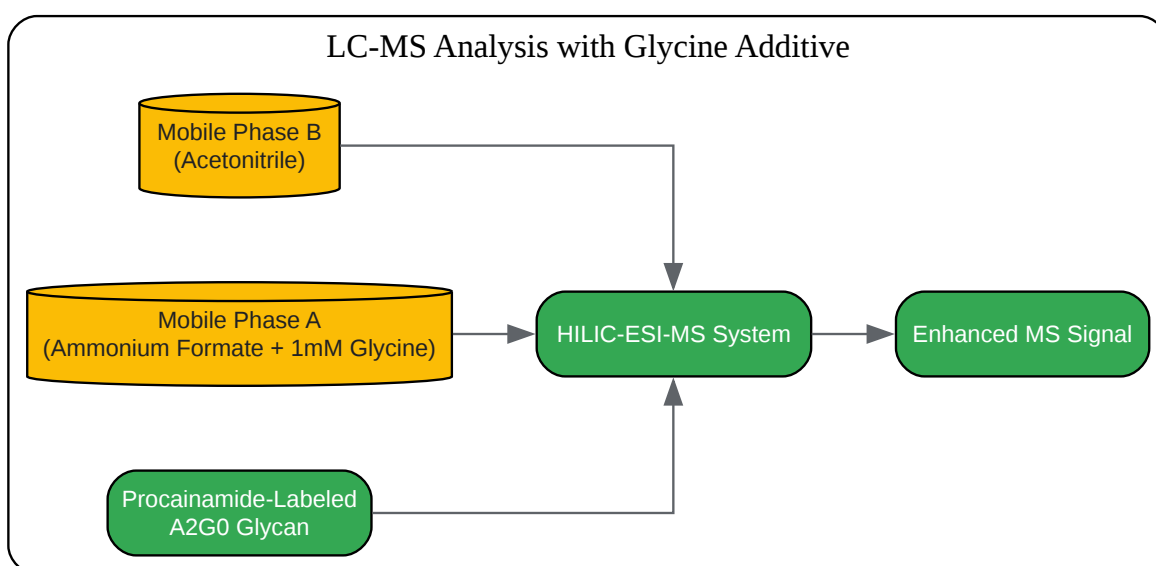 LC-MS Analysis with Glycine Additive
Mobile Phase B
(Acetonitrile)
Mobile Phase A
(Ammonium Formate + 1mM Glycine)
HILIC-ESI-MS System
Enhanced MS Signal
Procainamide-Labeled
A2G0 Glycan